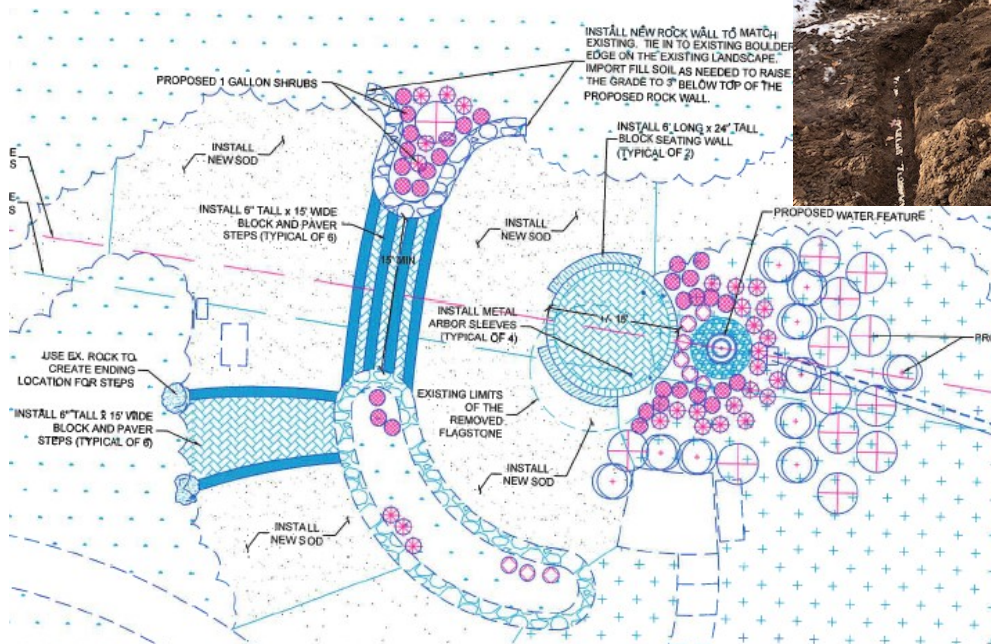 INSTALL NEW ROCK WALL TO MATCH
EXISTING. TIE IN TO EXISTING BOULDER
EDGE ON THE EXISTING LANDSCAPE.
IMPORT FILL SOIL AS NEEDED TO RAISE
THE GRADE TO 3" BELOW TOP OF THE
PROPOSED ROCK WALL.
PROPOSED 1 GALLON SHRUBS
INSTALL 6' LONG x 24" TALL
BLOCK SEATING WALL
(TYPICAL OF 2)
INSTALL
NEW SOD
E
S
E-
S
INSTALL 6" TALL x 15' WIDE
BLOCK AND PAVER
STEPS (TYPICAL OF 6)
INSTALL
NEW SOD
PROPOSED WATER FEATURE
15' MIN
INSTALL METAL
ARBOR SLEEVES
(TYPICAL OF 4)
+/- 15'
PRO
USE EX. ROCK TO
CREATE ENDING
LOCATION FOR STEPS
EXISTING LIMITS
OF THE
REMOVED
FLAGSTONE
INSTALL 6" TALL x 15' WIDE
BLOCK AND PAVER
STEPS (TYPICAL OF 6)
INSTALL
NEW SOD
INSTALL
NEW SOD